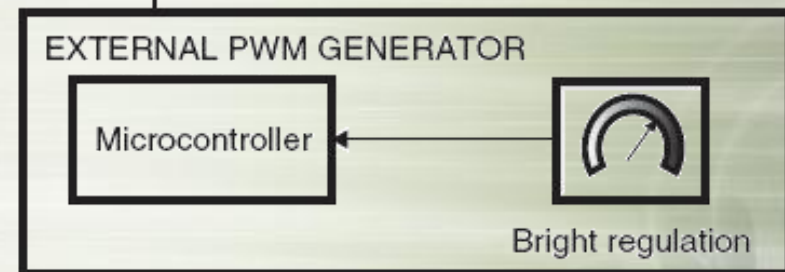 EXTERNAL PWM GENERATOR
Microcontroller
Bright regulation